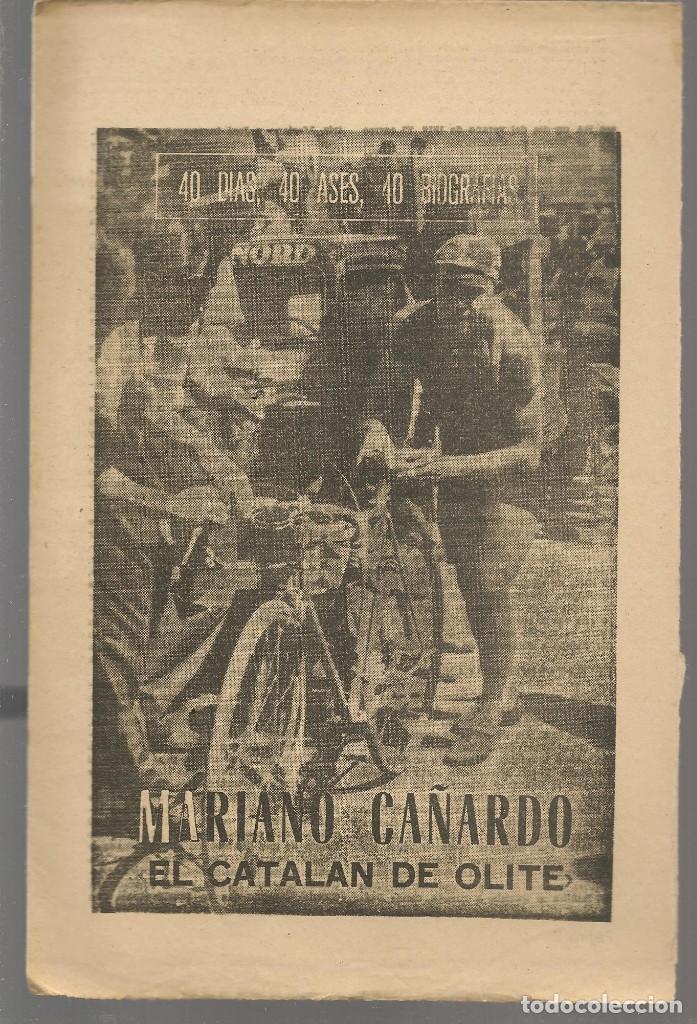 40 DIAS, 40 ASES, 40 BIOGRAFIAS
NORD
MARIANO CAÑARDO
«EL CATALAN DE OLITE»
todocoleccion